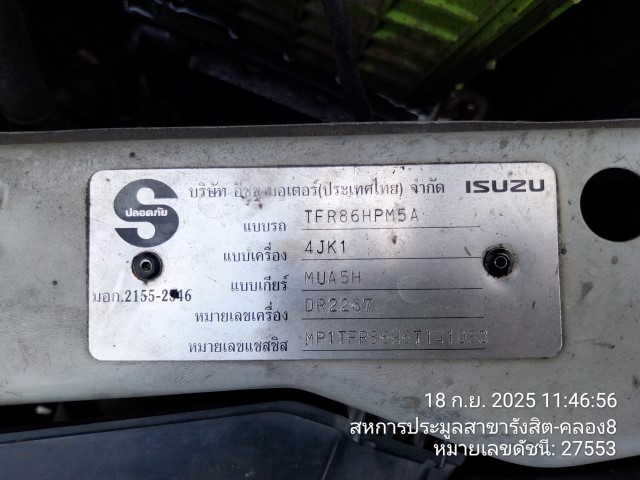 บริษัท อีซูซุมอเตอร์(ประเทศไทย) จำกัด ISUZU
S ปลอดภัย
แบบรถ TFR86HPM5A
แบบเครื่อง 4JK1
แบบเกียร์ MUA5H
มอก.2155-2546
หมายเลขเครื่อง DR2267
หมายเลขแชสซิส
18 ก.ย. 2025 11:46:56
สหการประมูลสาขารังสิต-คลอง8
หมายเลขดัชนี: 27553